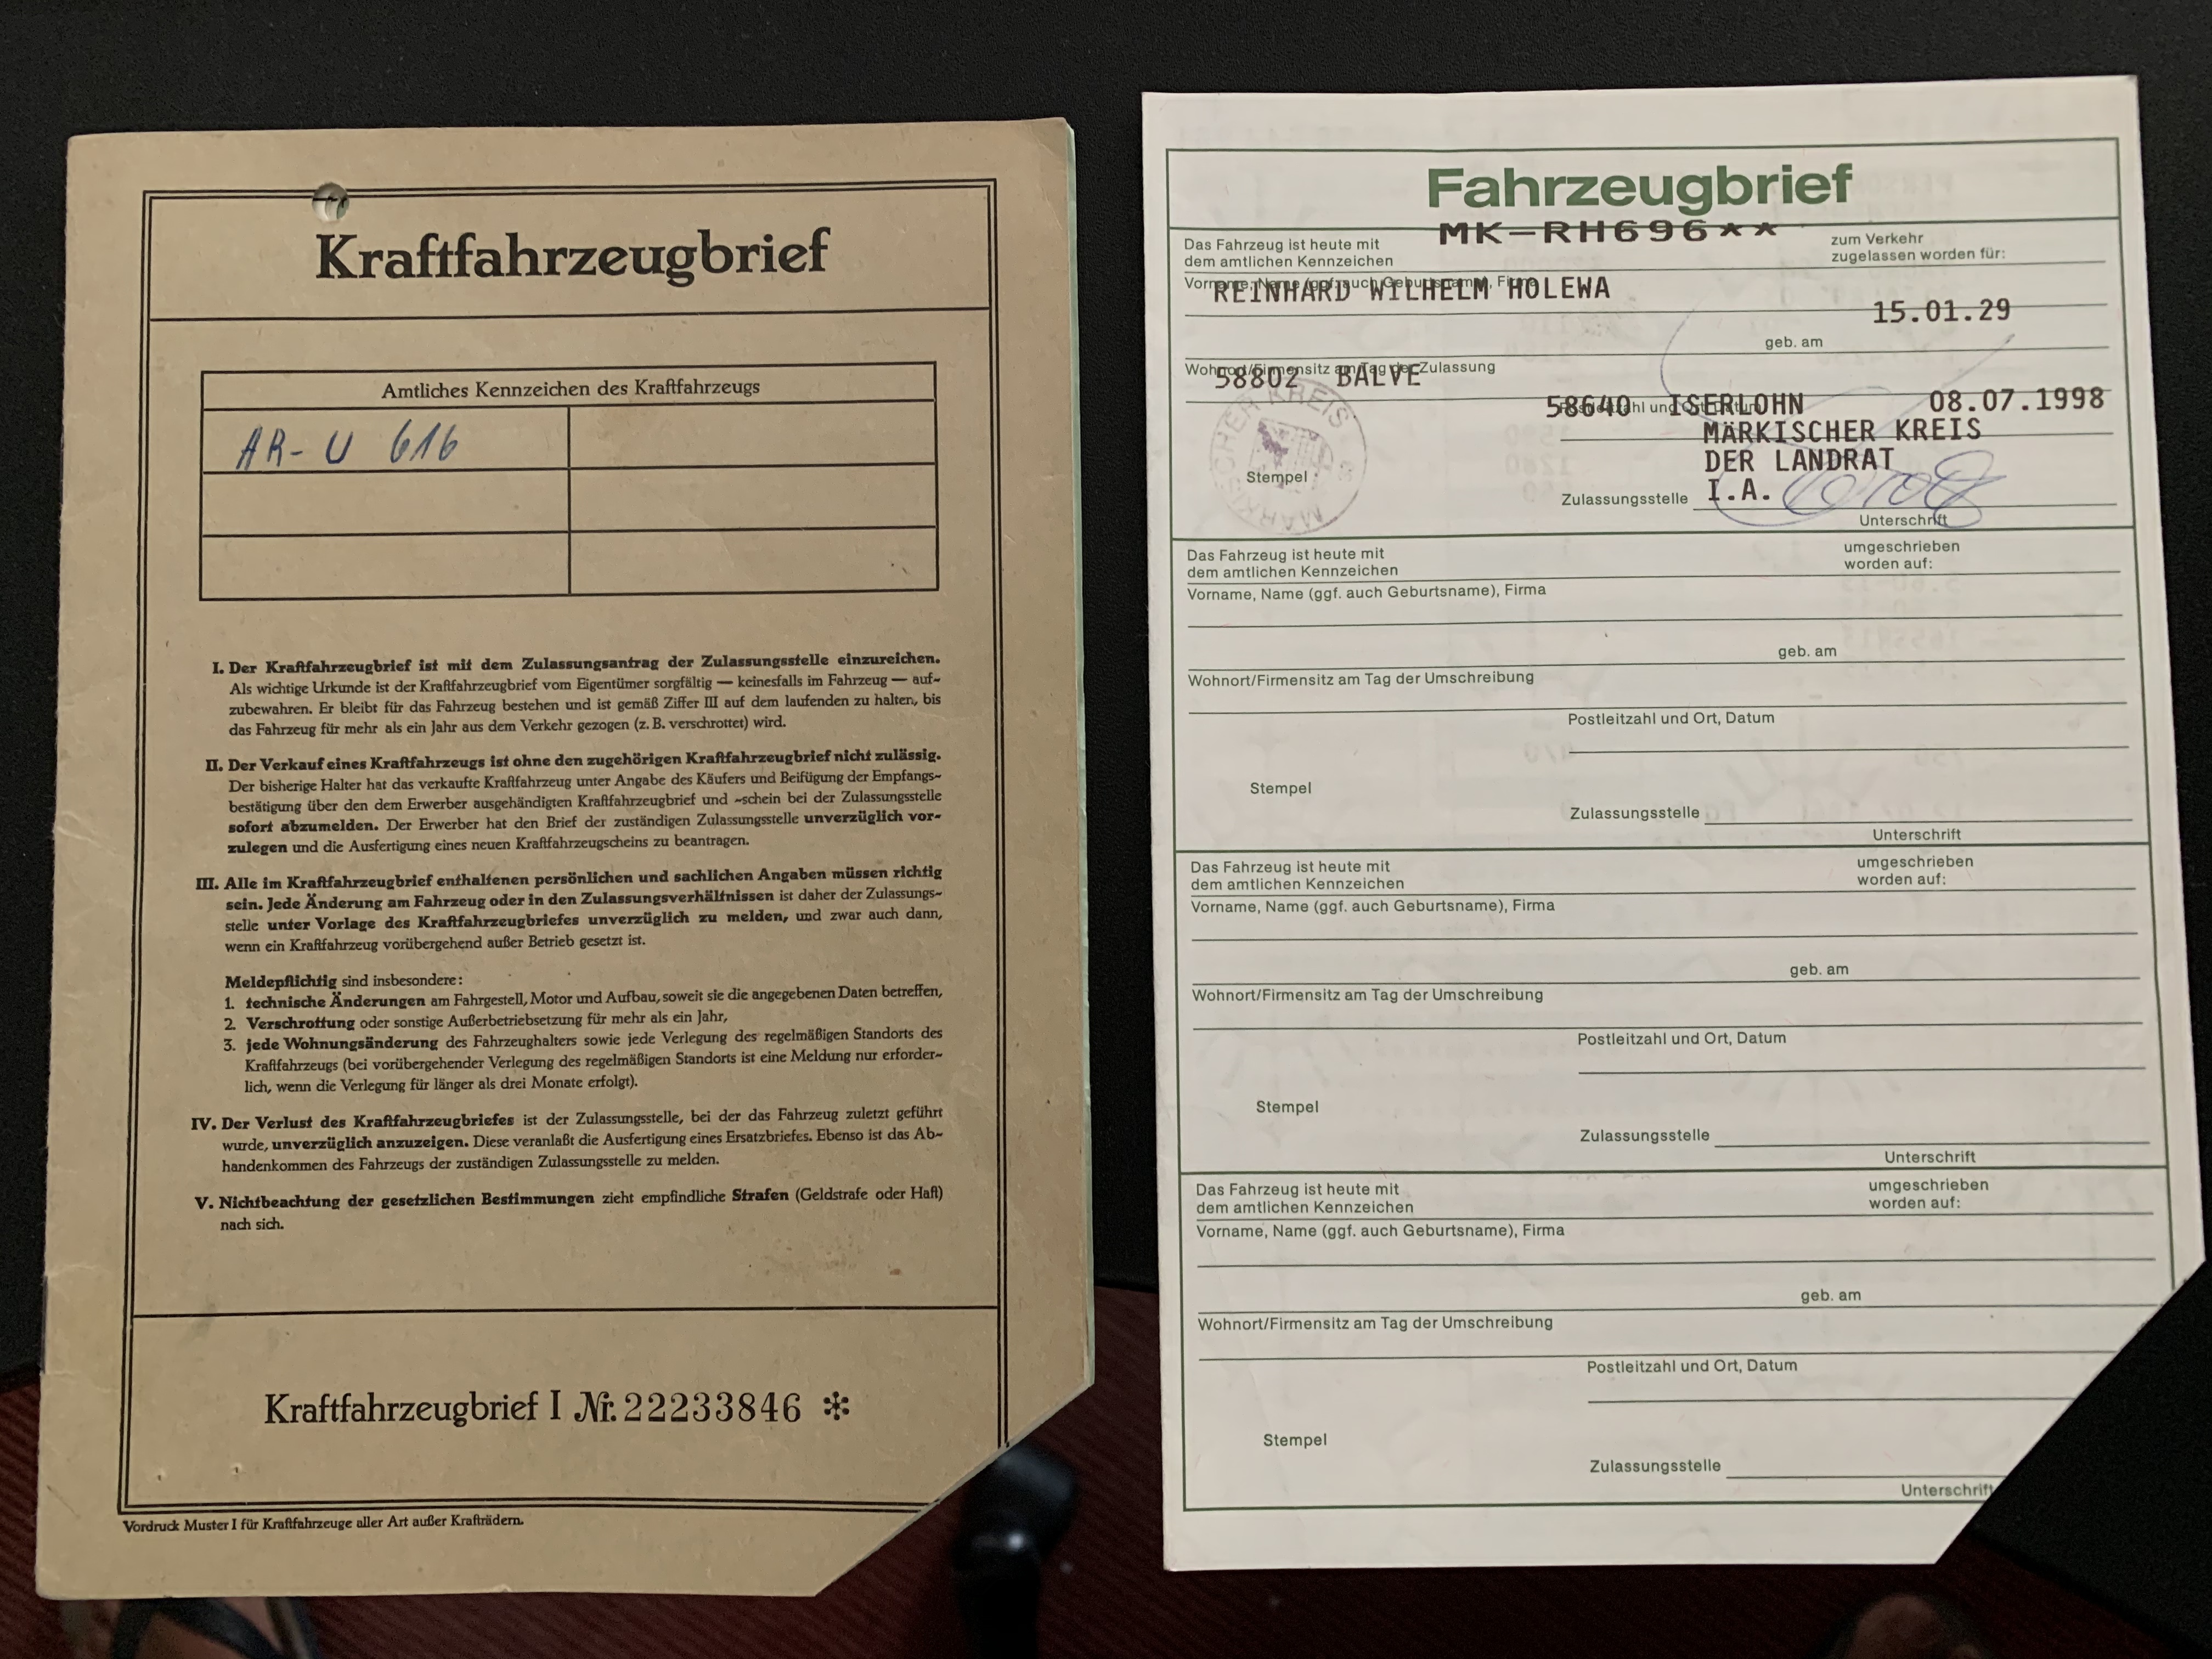 Kraftfahrzeugbrief
Amtliches Kennzeichen des Kraftfahrzeugs
AR-U 616
I. Der Kraftfahrzeugbrief ist mit dem Zulassungsantrag der Zulassungsstelle einzureichen.
Als wichtige Urkunde ist der Kraftfahrzeugbrief vom Eigentümer sorgfältig — keinesfalls im Fahrzeug — auf-
zubewahren. Er bleibt für das Fahrzeug bestehen und ist gemäß Ziffer III auf dem laufenden zu halten, bis
das Fahrzeug für mehr als ein Jahr aus dem Verkehr gezogen (z. B. verschrottet) wird.
II. Der Verkauf eines Kraftfahrzeugs ist ohne den zugehörigen Kraftfahrzeugbrief nicht zulässig.
Der bisherige Halter hat das verkaufte Kraftfahrzeug unter Angabe des Käufers und Beifügung der Empfangs-
bestätigung über den dem Erwerber ausgehändigten Kraftfahrzeugbrief und -schein bei der Zulassungsstelle
sofort abzumelden. Der Erwerber hat den Brief der zuständigen Zulassungsstelle unverzüglich vor-
zulegen und die Ausfertigung eines neuen Kraftfahrzeugscheins zu beantragen.
III. Alle im Kraftfahrzeugbrief enthaltenen persönlichen und sachlichen Angaben müssen richtig
sein. Jede Änderung am Fahrzeug oder in den Zulassungsverhältnissen ist daher der Zulassungs-
stelle unter Vorlage des Kraftfahrzeugbriefes unverzüglich zu melden, und zwar auch dann,
wenn ein Kraftfahrzeug vorübergehend außer Betrieb gesetzt ist.
Meldepflichtig sind insbesondere:
1. technische Änderungen am Fahrgestell, Motor und Aufbau, soweit sie die angegebenen Daten betreffen,
2. Verschrottung oder sonstige Außerbetriebsetzung für mehr als ein Jahr,
3. jede Wohnungsänderung des Fahrzeughalters sowie jede Verlegung des regelmäßigen Standorts des
Kraftfahrzeugs (bei vorübergehender Verlegung des regelmäßigen Standorts ist eine Meldung nur erforder-
lich, wenn die Verlegung für länger als drei Monate erfolgt).
IV. Der Verlust des Kraftfahrzeugbriefes ist der Zulassungsstelle, bei der das Fahrzeug zuletzt geführt
wurde, unverzüglich anzuzeigen. Diese veranlaßt die Ausfertigung eines Ersatzbriefes. Ebenso ist das Ab-
handenkommen des Fahrzeugs der zuständigen Zulassungsstelle zu melden.
V. Nichtbeachtung der gesetzlichen Bestimmungen zieht empfindliche Strafen (Geldstrafe oder Haft)
nach sich.
Kraftfahrzeugbrief I Nr. 22233846 *
Vordruck Muster I für Kraftfahrzeuge aller Art außer Krafträdern.
Fahrzeugbrief
MK-RH696**
Das Fahrzeug ist heute mit
dem amtlichen Kennzeichen
zum Verkehr
zugelassen worden für:
Vorname, Name (ggf. auch Geburtsname), Firma
REINHARD WILHELM HOLEWA
15.01.29
geb. am
Wohnort/Firmensitz am Tag der Zulassung
58802 BALVE
Postleitzahl und Ort, Datum
58640 ISERLOHN 08.07.1998
MÄRKISCHER KREIS
DER LANDRAT
MÄRKISCHER KREIS
Stempel
Zulassungsstelle I.A.
Unterschrift
Das Fahrzeug ist heute mit
dem amtlichen Kennzeichen
umgeschrieben
worden auf:
Vorname, Name (ggf. auch Geburtsname), Firma
geb. am
Wohnort/Firmensitz am Tag der Umschreibung
Postleitzahl und Ort, Datum
Stempel
Zulassungsstelle
Unterschrift
Das Fahrzeug ist heute mit
dem amtlichen Kennzeichen
umgeschrieben
worden auf:
Vorname, Name (ggf. auch Geburtsname), Firma
geb. am
Wohnort/Firmensitz am Tag der Umschreibung
Postleitzahl und Ort, Datum
Stempel
Zulassungsstelle
Unterschrift
Das Fahrzeug ist heute mit
dem amtlichen Kennzeichen
umgeschrieben
worden auf:
Vorname, Name (ggf. auch Geburtsname), Firma
geb. am
Wohnort/Firmensitz am Tag der Umschreibung
Postleitzahl und Ort, Datum
Stempel
Zulassungsstelle
Unterschrift